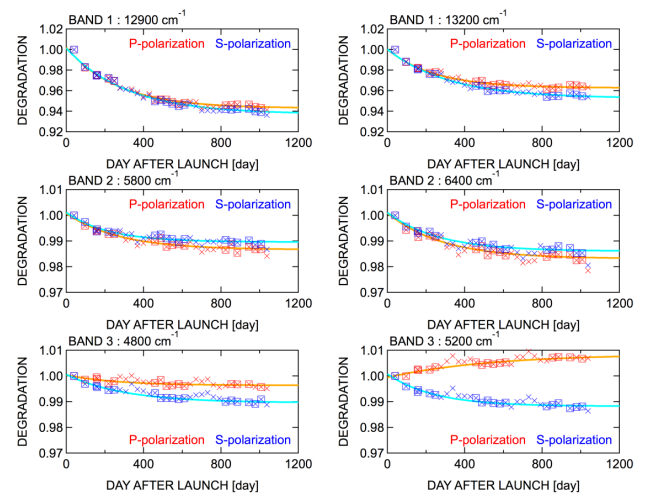 BAND 1 : 12900 cm⁻¹
1.02
1.00
0.98
0.96
0.94
0.92
DEGRADATION
P-polarization S-polarization
0 400 800 1200
DAY AFTER LAUNCH [day]
BAND 1 : 13200 cm⁻¹
1.02
1.00
0.98
0.96
0.94
0.92
DEGRADATION
P-polarization S-polarization
0 400 800 1200
DAY AFTER LAUNCH [day]
BAND 2 : 5800 cm⁻¹
1.01
1.00
0.99
0.98
0.97
DEGRADATION
P-polarization S-polarization
0 400 800 1200
DAY AFTER LAUNCH [day]
BAND 2 : 6400 cm⁻¹
1.01
1.00
0.99
0.98
0.97
DEGRADATION
P-polarization S-polarization
0 400 800 1200
DAY AFTER LAUNCH [day]
BAND 3 : 4800 cm⁻¹
1.01
1.00
0.99
0.98
0.97
DEGRADATION
P-polarization S-polarization
0 400 800 1200
DAY AFTER LAUNCH [day]
BAND 3 : 5200 cm⁻¹
1.01
1.00
0.99
0.98
0.97
DEGRADATION
P-polarization S-polarization
0 400 800 1200
DAY AFTER LAUNCH [day]